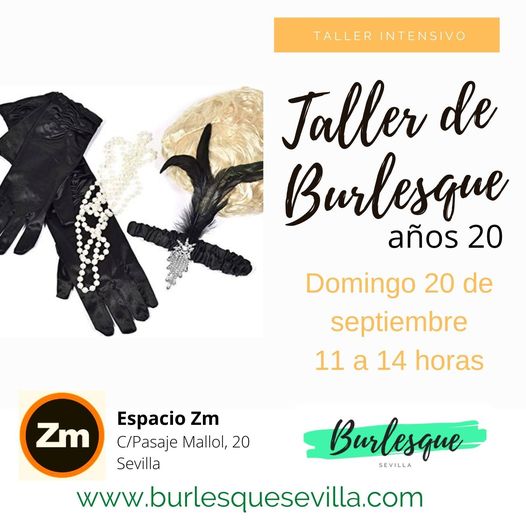 TALLER INTENSIVO
Taller de
Burlesque
años 20
Domingo 20 de
septiembre
11 a 14 horas
Zm
Espacio Zm
C/Pasaje Mallol, 20
Sevilla
Burlesque
SEVILLA
www.burlesquesevilla.com